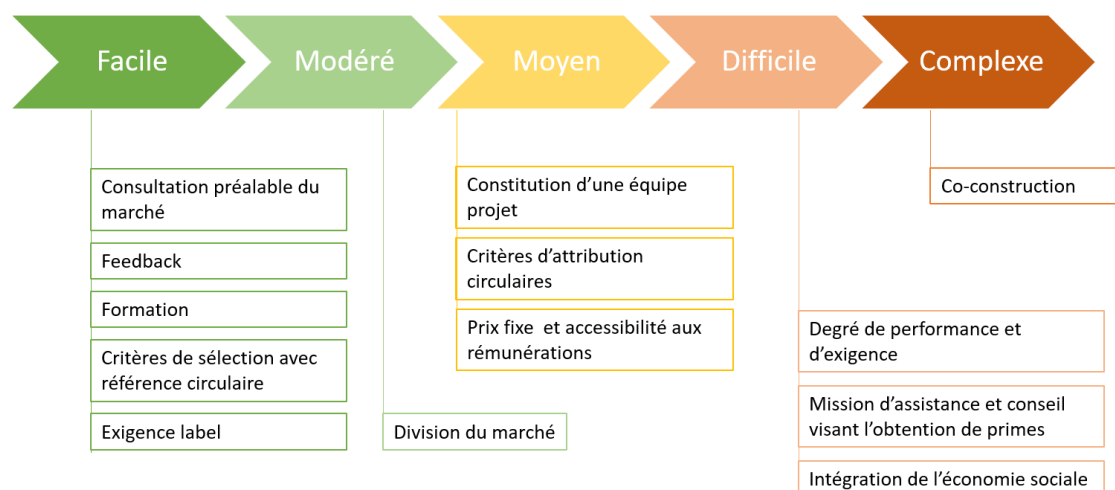 Facile
Modéré
Moyen
Difficile
Complexe
Consultation préalable du
marché
Feedback
Formation
Critères de sélection avec
référence circulaire
Exigence label
Division du marché
Constitution d’une équipe
projet
Critères d’attribution
circulaires
Prix fixe et accessibilité aux
rémunérations
Degré de performance et
d’exigence
Mission d’assistance et conseil
visant l’obtention de primes
Intégration de l’économie sociale
Co-construction